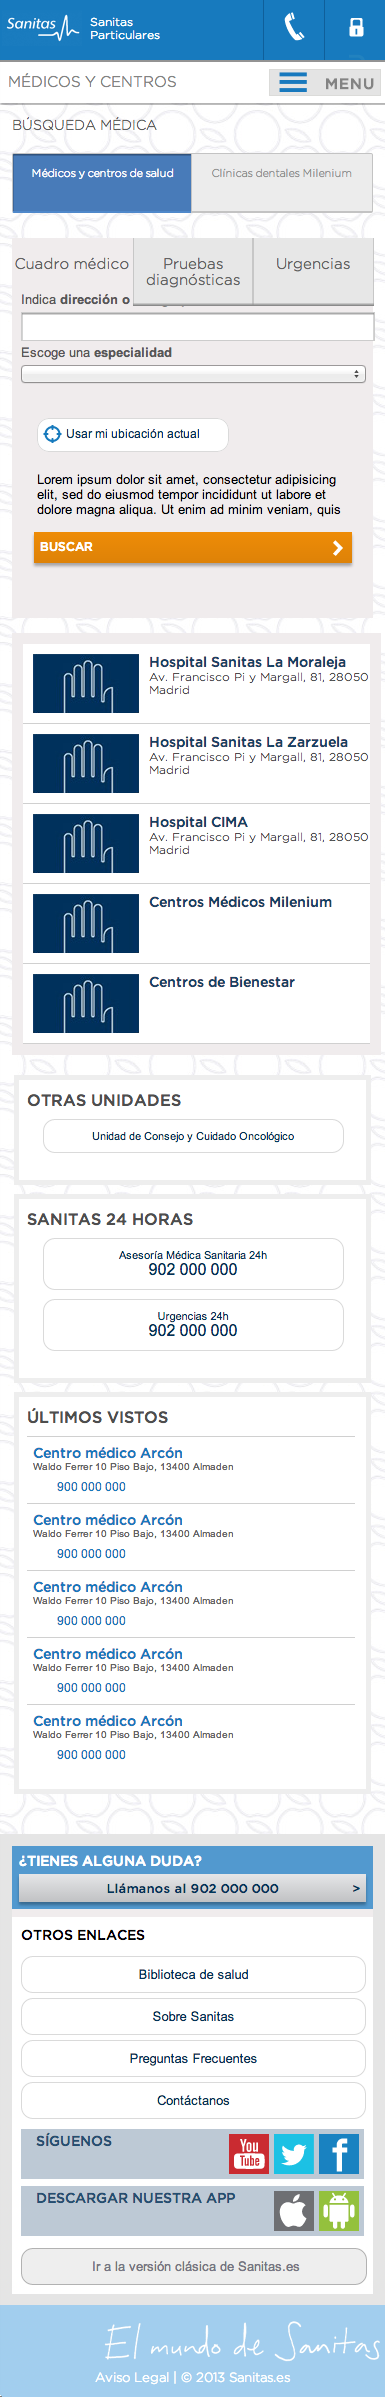 Sanitas
Sanitas
Particulares
MÉDICOS Y CENTROS
MENU
BÚSQUEDA MÉDICA
Médicos y centros de salud
Clínicas dentales Milenium
Cuadro médico
Pruebas
diagnósticas
Urgencias
Indica dirección o
Escoge una especialidad
Usar mi ubicación actual
Lorem ipsum dolor sit amet, consectetur adipisicing
elit, sed do eiusmod tempor incididunt ut labore et
dolore magna aliqua. Ut enim ad minim veniam, quis
BUSCAR
Hospital Sanitas La Moraleja
Av. Francisco Pi y Margall, 81, 28050
Madrid
Hospital Sanitas La Zarzuela
Av. Francisco Pi y Margall, 81, 28050
Madrid
Hospital CIMA
Av. Francisco Pi y Margall, 81, 28050
Madrid
Centros Médicos Milenium
Centros de Bienestar
OTRAS UNIDADES
Unidad de Consejo y Cuidado Oncológico
SANITAS 24 HORAS
Asesoría Médica Sanitaria 24h
902 000 000
Urgencias 24h
902 000 000
ÚLTIMOS VISTOS
Centro médico Arcón
Waldo Ferrer 10 Piso Bajo, 13400 Almaden
900 000 000
Centro médico Arcón
Waldo Ferrer 10 Piso Bajo, 13400 Almaden
900 000 000
Centro médico Arcón
Waldo Ferrer 10 Piso Bajo, 13400 Almaden
900 000 000
Centro médico Arcón
Waldo Ferrer 10 Piso Bajo, 13400 Almaden
900 000 000
Centro médico Arcón
Waldo Ferrer 10 Piso Bajo, 13400 Almaden
900 000 000
¿TIENES ALGUNA DUDA?
Llámanos al 902 000 000 >
OTROS ENLACES
Biblioteca de salud
Sobre Sanitas
Preguntas Frecuentes
Contáctanos
SÍGUENOS
You
Tube
f
DESCARGAR NUESTRA APP
Ir a la versión clásica de Sanitas.es
El mundo de Sanitas
Aviso Legal | © 2013 Sanitas.es